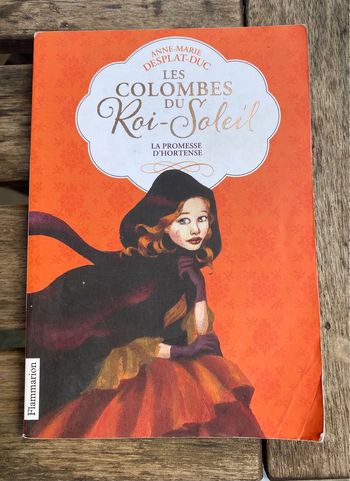 ANNE-MARIE
DESPLAT-DUC
LES
COLOMBES
DU
Roi-Soleil
LA PROMESSE
D'HORTENSE
Flammarion